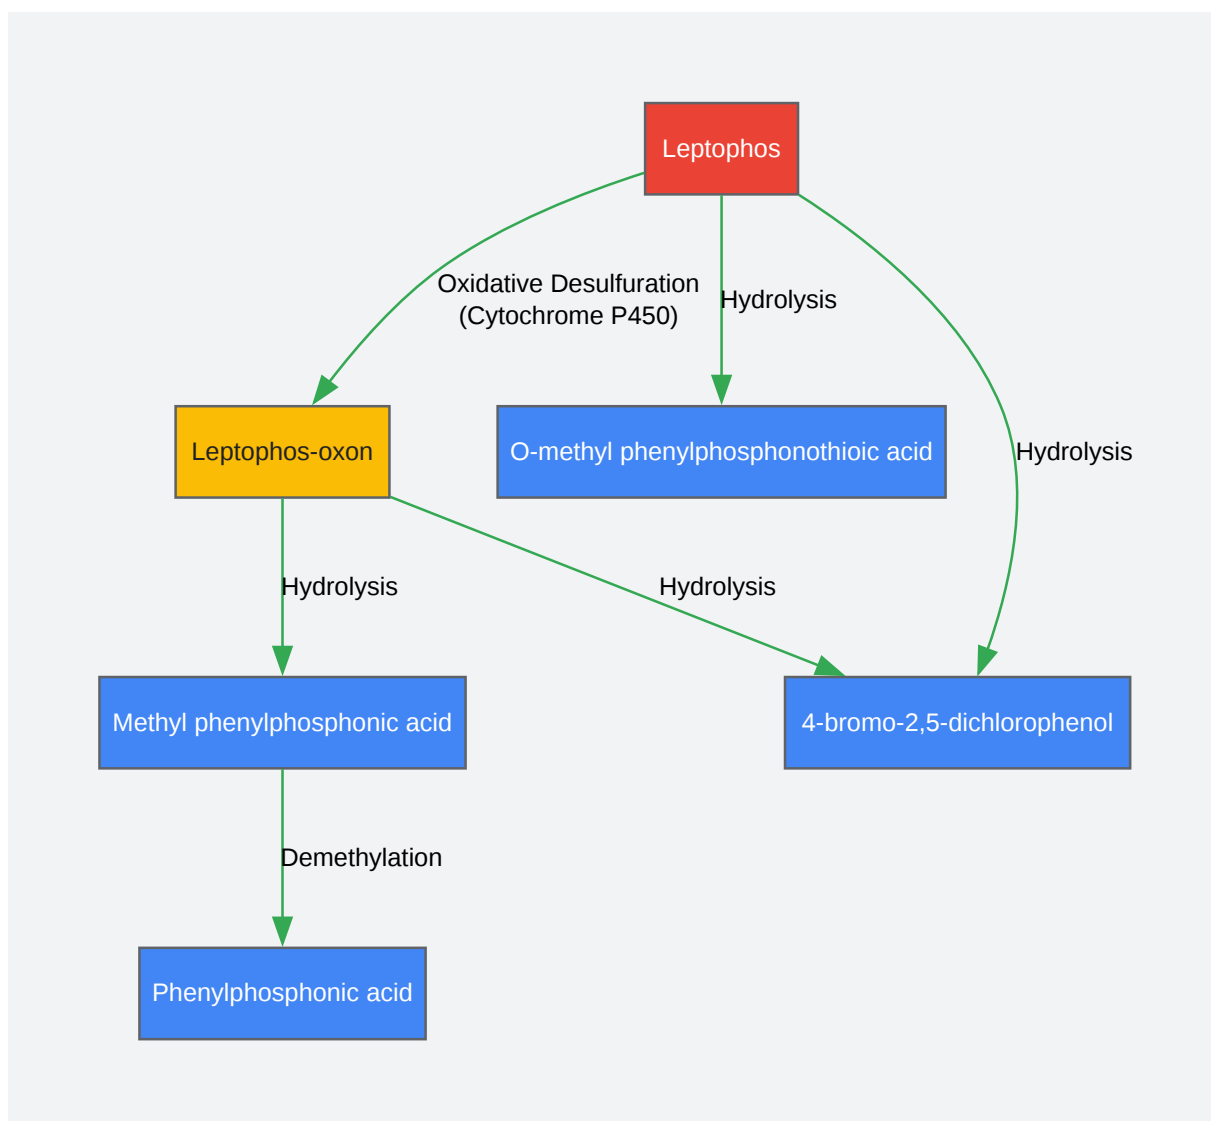 Leptophos
Oxidative Desulfuration
(Cytochrome P450)
Hydrolysis
Leptophos-oxon
O-methyl phenylphosphonothioic acid
Hydrolysis
Hydrolysis
Hydrolysis
Methyl phenylphosphonic acid
4-bromo-2,5-dichlorophenol
Demethylation
Phenylphosphonic acid